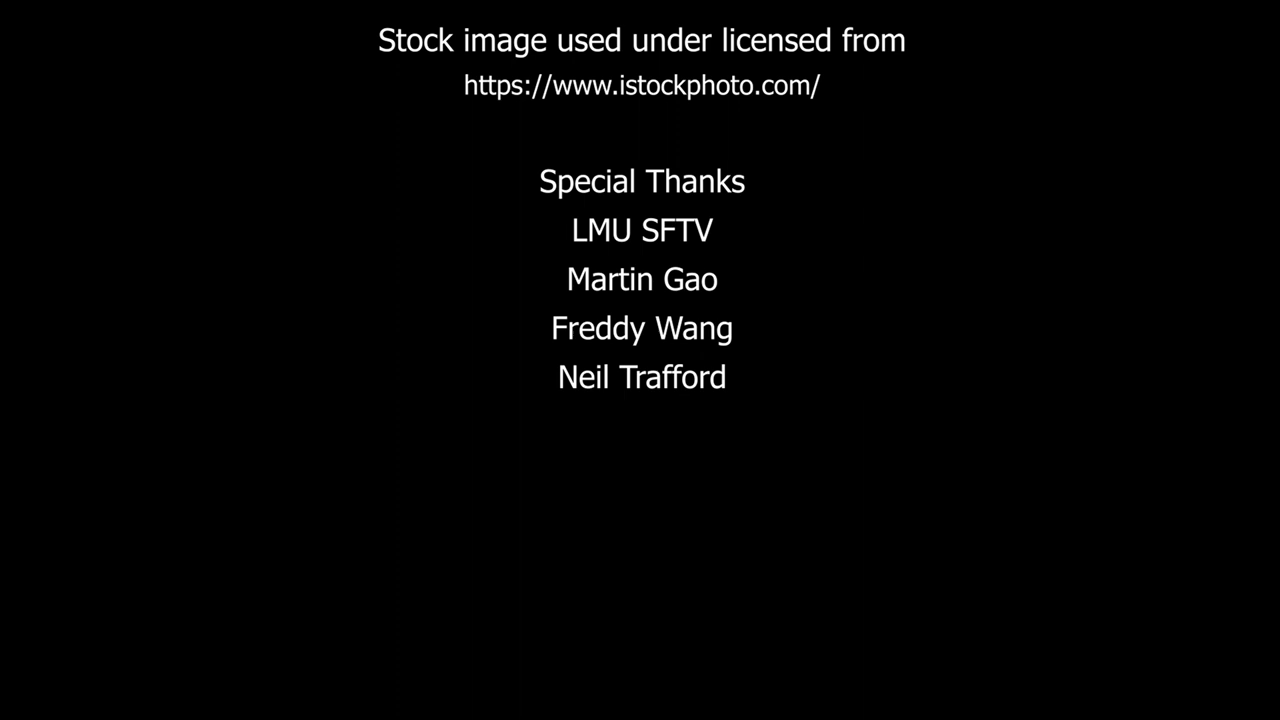 Stock image used under licensed from
https://www.istockphoto.com/
Special Thanks
LMU SFTV
Martin Gao
Freddy Wang
Neil Trafford